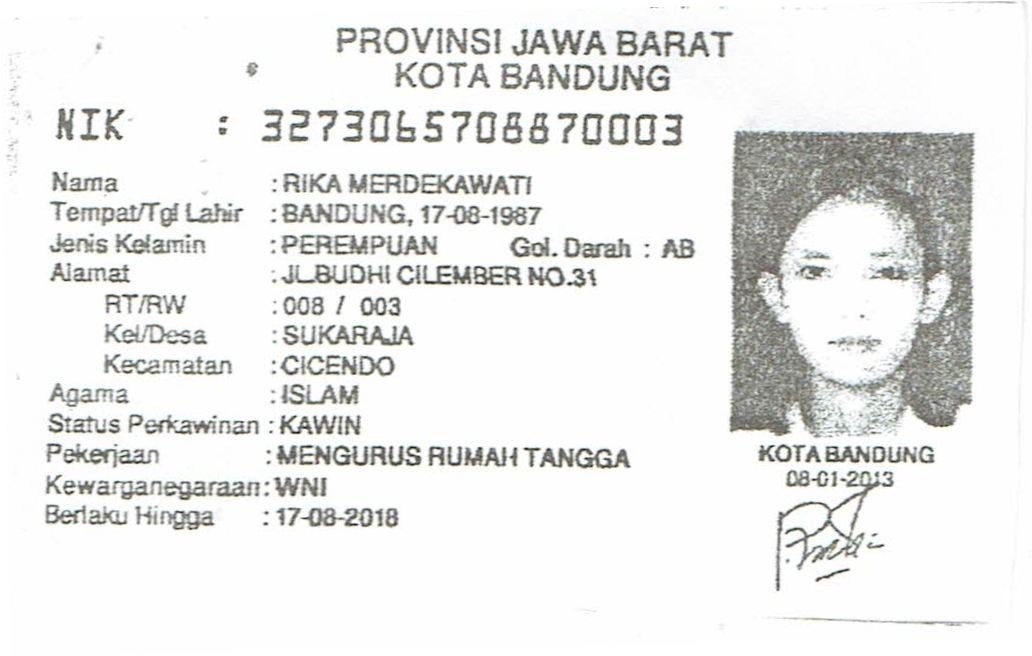 PROVINSI JAWA BARAT
KOTA BANDUNG
NIK : 3273065708870003
Nama : RIKA MERDEKAWATI
Tempat/Tgl Lahir : BANDUNG, 17-08-1987
Jenis Kelamin : PEREMPUAN Gol. Darah : AB
Alamat : JL.BUDHI CILEMBER NO.31
RT/RW : 008 / 003
Kel/Desa : SUKARAJA
Kecamatan : CICENDO
Agama : ISLAM
Status Perkawinan : KAWIN
Pekerjaan : MENGURUS RUMAH TANGGA
Kewarganegaraan: WNI
Berlaku Hingga : 17-08-2018
KOTA BANDUNG
08-01-2013